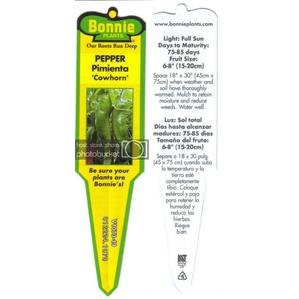 Bonnie
PLANTS
Our Roots Run Deep
PEPPER
Pimienta
'Cowhorn'
host. store. share.
photobucket
Be sure your
plants are
Bonnie's!
www.bonnieplants.com
Light: Full Sun
Days to Maturity:
75-85 days
Fruit Size:
6-8" (15-20cm)
Space 18" x 30" (45cm x
75cm) when weather and
soil have thoroughly
warmed. Mulch to retain
moisture and reduce
weeds. Water well.
Luz: Sol total
Días hasta alcanzar
madurez: 75-85 días
Tamaño del fruto:
6-8" (15-20cm)
Separe a 18 x 30 pulg
(45 x 75 cm) cuando suba
la temperatura y la
tierra esté
completamente
tibia. Coloque
estiércol y paja
para retener la
humedad y
reducir las
hierbas.
Riegue
bien.